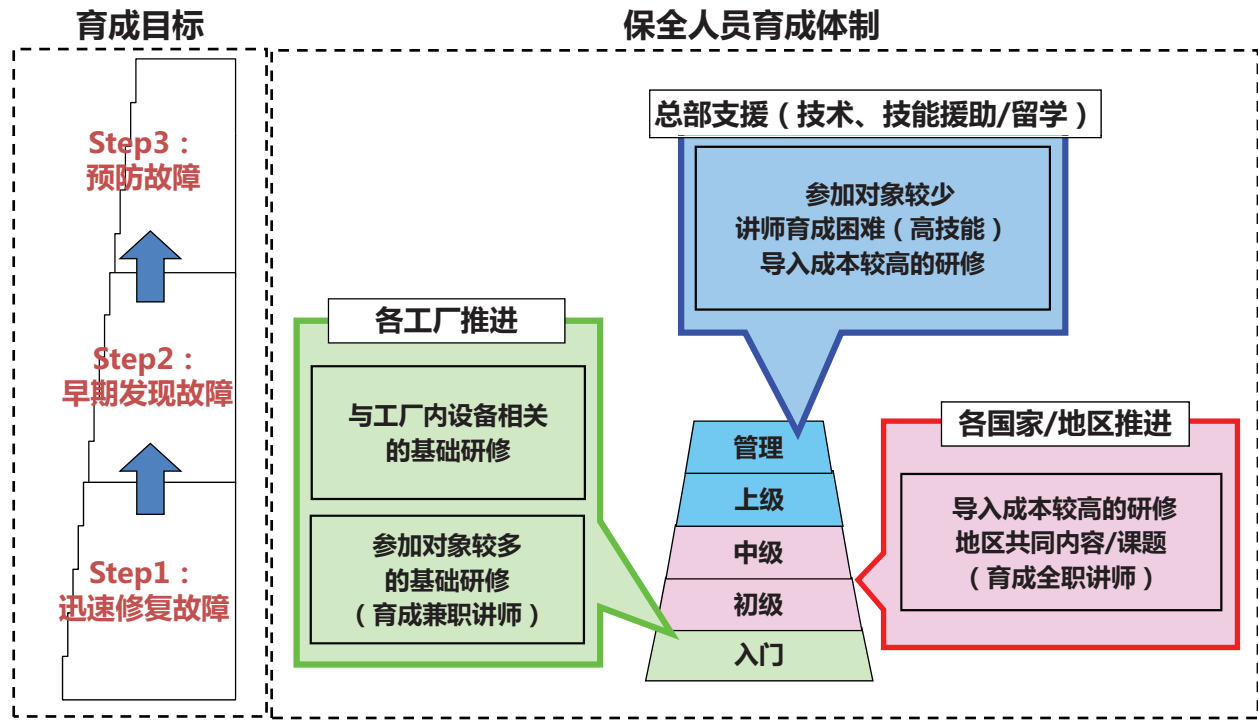 育成目标
Step3：
预防故障
Step2：
早期发现故障
Step1：
迅速修复故障
保全人员育成体制
总部支援（技术、技能援助/留学）
参加对象较少
讲师育成困难（高技能）
导入成本较高的研修
各工厂推进
与工厂内设备相关
的基础研修
参加对象较多
的基础研修
（育成兼职讲师）
管理
上级
中级
初级
入门
各国家/地区推进
导入成本较高的研修
地区共同内容/课题
（育成全职讲师）